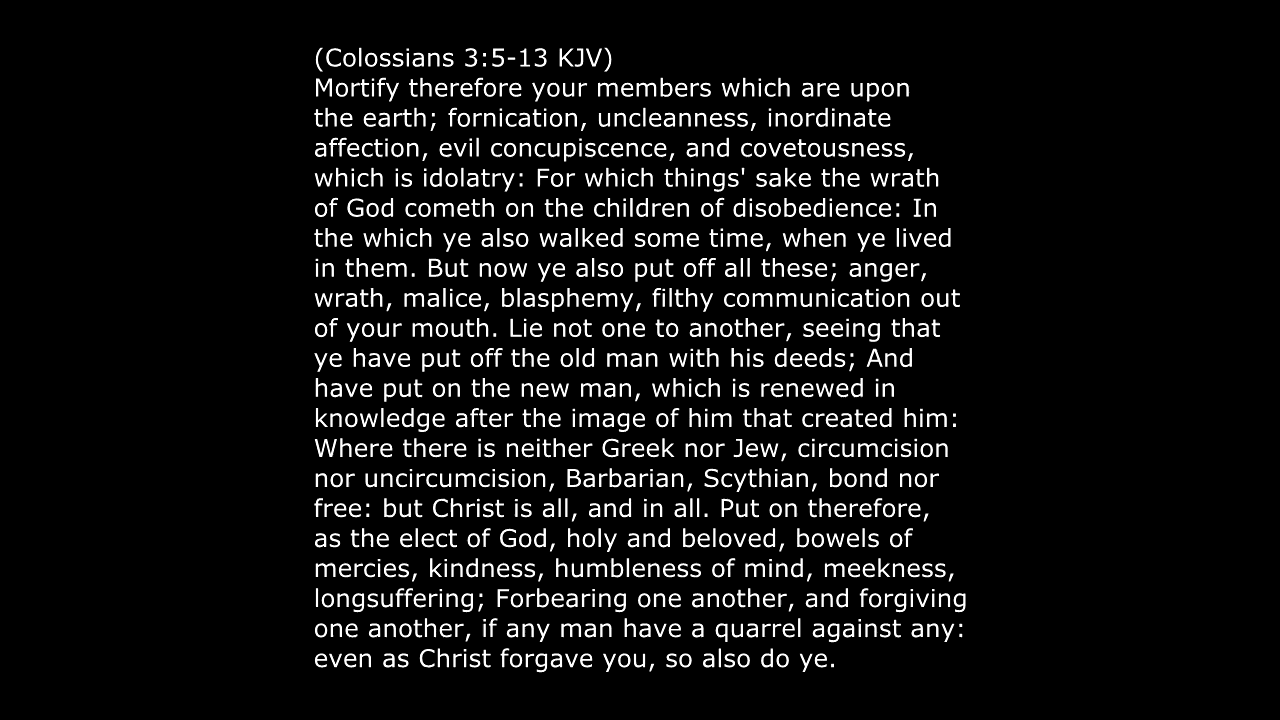 (Colossians 3:5-13 KJV)
Mortify therefore your members which are upon
the earth; fornication, uncleanness, inordinate
affection, evil concupiscence, and covetousness,
which is idolatry: For which things' sake the wrath
of God cometh on the children of disobedience: In
the which ye also walked some time, when ye lived
in them. But now ye also put off all these; anger,
wrath, malice, blasphemy, filthy communication out
of your mouth. Lie not one to another, seeing that
ye have put off the old man with his deeds; And
have put on the new man, which is renewed in
knowledge after the image of him that created him:
Where there is neither Greek nor Jew, circumcision
nor uncircumcision, Barbarian, Scythian, bond nor
free: but Christ is all, and in all. Put on therefore,
as the elect of God, holy and beloved, bowels of
mercies, kindness, humbleness of mind, meekness,
longsuffering; Forbearing one another, and forgiving
one another, if any man have a quarrel against any:
even as Christ forgave you, so also do ye.